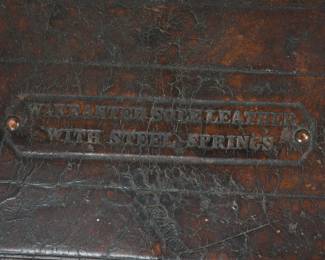 WARRANTED SOLE LEATHER
WITH STEEL SPRINGS